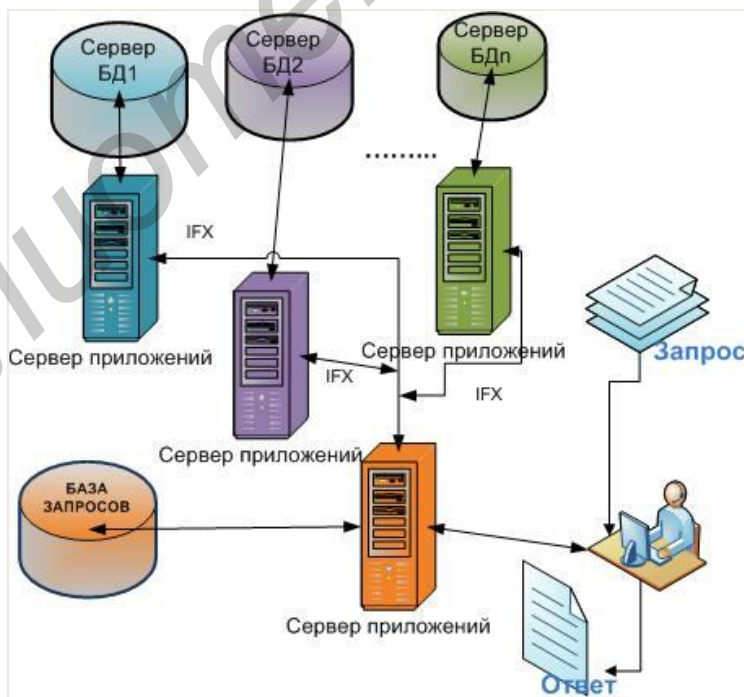 Сервер
БД1
Сервер
БД2
Сервер
БДn
.........
IFX
Сервер приложений
IFX
Сервер приложений
IFX
Запрос
Сервер приложений
БАЗА
ЗАПРОСОВ
Сервер приложений
Ответ